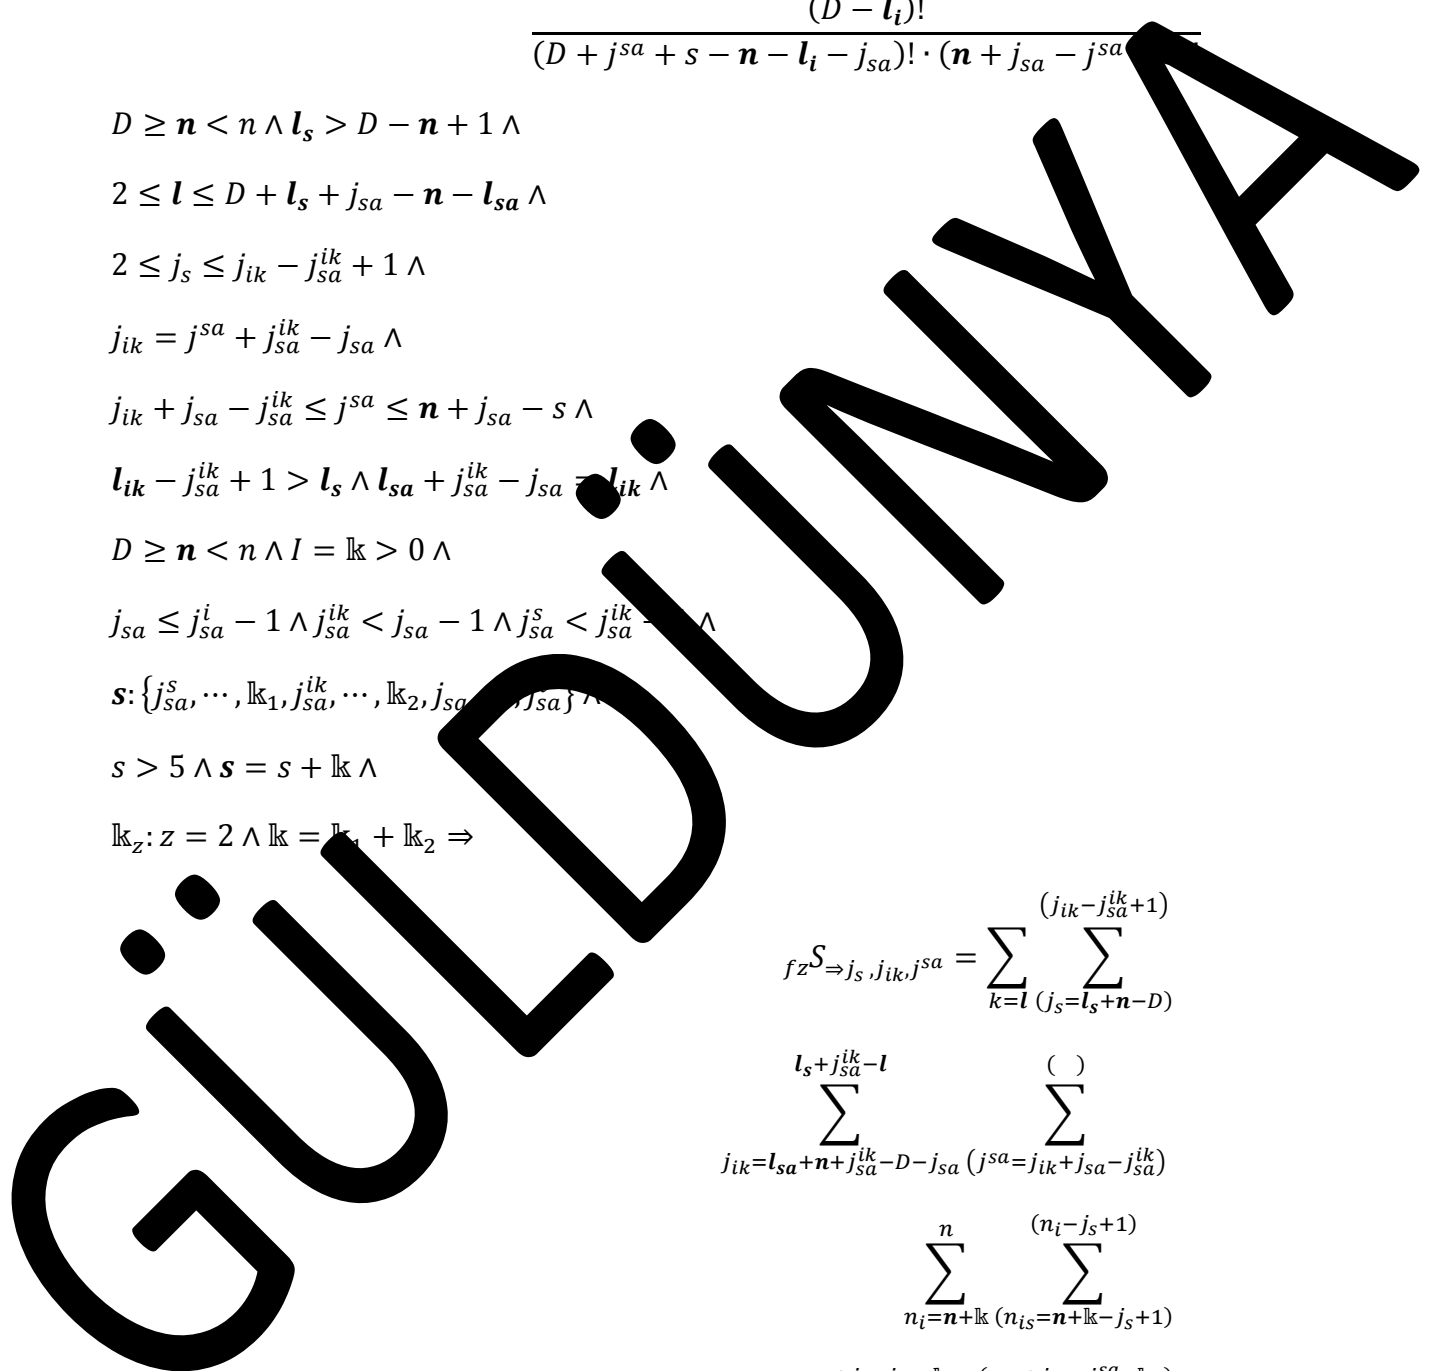 (D − l_i)!
(D + j^{sa} + s − n − l_i − j_{sa})! · (n + j_{sa} − j^{sa}
D ≥ n < n ∧ l_s > D − n + 1 ∧
2 ≤ l ≤ D + l_s + j_{sa} − n − l_{sa} ∧
2 ≤ j_s ≤ j_{ik} − j_{sa}^{ik} + 1 ∧
j_{ik} = j^{sa} + j_{sa}^{ik} − j_{sa} ∧
j_{ik} + j_{sa} − j_{sa}^{ik} ≤ j^{sa} ≤ n + j_{sa} − s ∧
l_{ik} − j_{sa}^{ik} + 1 > l_s ∧ l_{sa} + j_{sa}^{ik} − j_{sa} = l_{ik} ∧
D ≥ n < n ∧ I = 𝕜 > 0 ∧
j_{sa} ≤ j_{sa}^{i} − 1 ∧ j_{sa}^{ik} < j_{sa} − 1 ∧ j_{sa}^{s} < j_{sa}^{ik} − ∧
s: {j_{sa}^{s}, ⋯ , 𝕜_1, j_{sa}^{ik}, ⋯ , 𝕜_2, j_{sa}, j_{sa}} ∧
s > 5 ∧ s = s + 𝕜 ∧
𝕜_z: z = 2 ∧ 𝕜 = 𝕜_1 + 𝕜_2 ⇒
(j_{ik}−j_{sa}^{ik}+1)
_{fz}S_{⇒j_s ,j_{ik},j^{sa}} = ∑ ∑
k=l (j_s=l_s+n−D)
l_s+j_{sa}^{ik}−l ( )
∑ ∑
j_{ik}=l_{sa}+n+j_{sa}^{ik}−D−j_{sa} (j^{sa}=j_{ik}+j_{sa}−j_{sa}^{ik})
n (n_i−j_s+1)
∑ ∑
n_i=n+𝕜 (n_{is}=n+𝕜−j_s+1)
GÜLDÜNYA